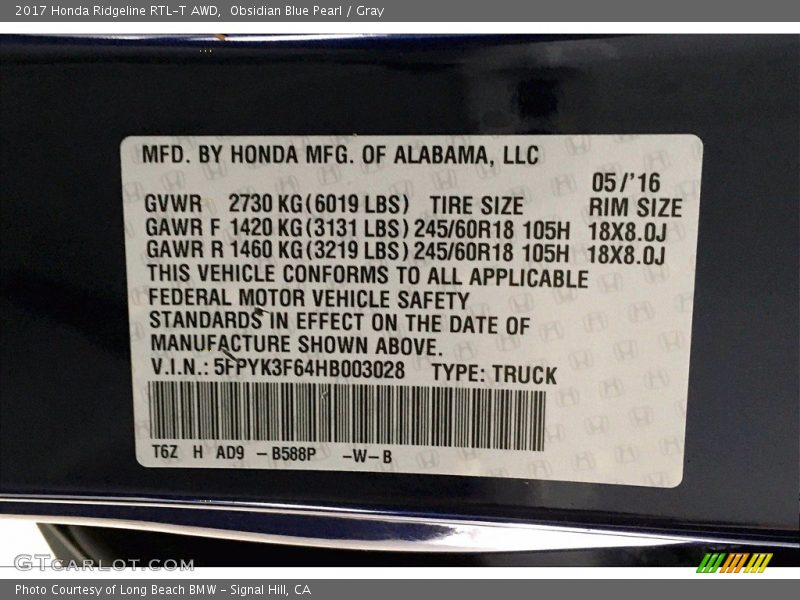 2017 Honda Ridgeline RTL-T AWD,  Obsidian Blue Pearl / Gray
MFD. BY HONDA MFG. OF ALABAMA, LLC
05/'16
GVWR 2730 KG(6019 LBS) TIRE SIZE RIM SIZE
GAWR F 1420 KG(3131 LBS) 245/60R18 105H 18X8.0J
GAWR R 1460 KG(3219 LBS) 245/60R18 105H 18X8.0J
THIS VEHICLE CONFORMS TO ALL APPLICABLE
FEDERAL MOTOR VEHICLE SAFETY
STANDARDS IN EFFECT ON THE DATE OF
MANUFACTURE SHOWN ABOVE.
V.I.N.: 5FPYK3F64HB003028 TYPE: TRUCK
T6Z H AD9 -B588P -W-B
GTCARLOT.COM
Photo Courtesy of Long Beach BMW - Signal Hill, CA